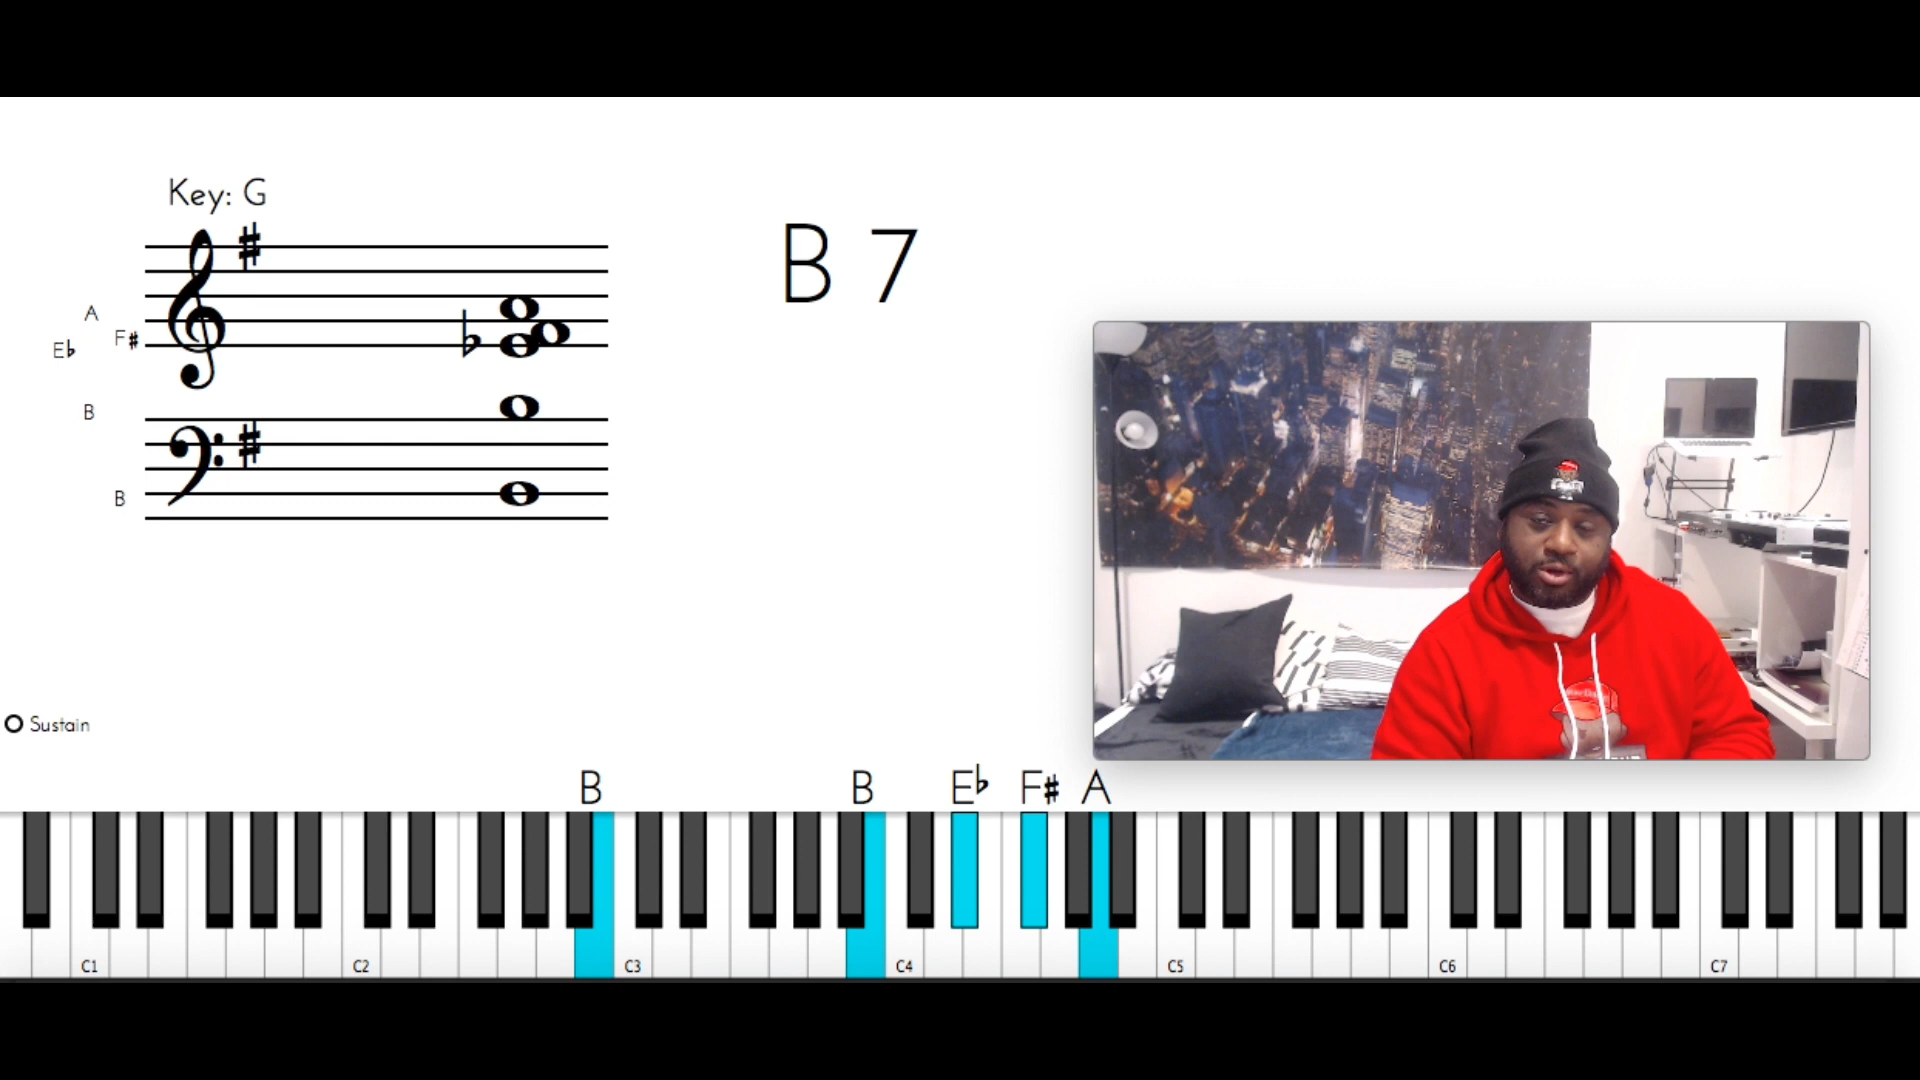 Key: G
B 7
A
F♯
E♭
B
B
Sustain
B B E♭ F♯ A
C1 C2 C3 C4 C5 C6 C7